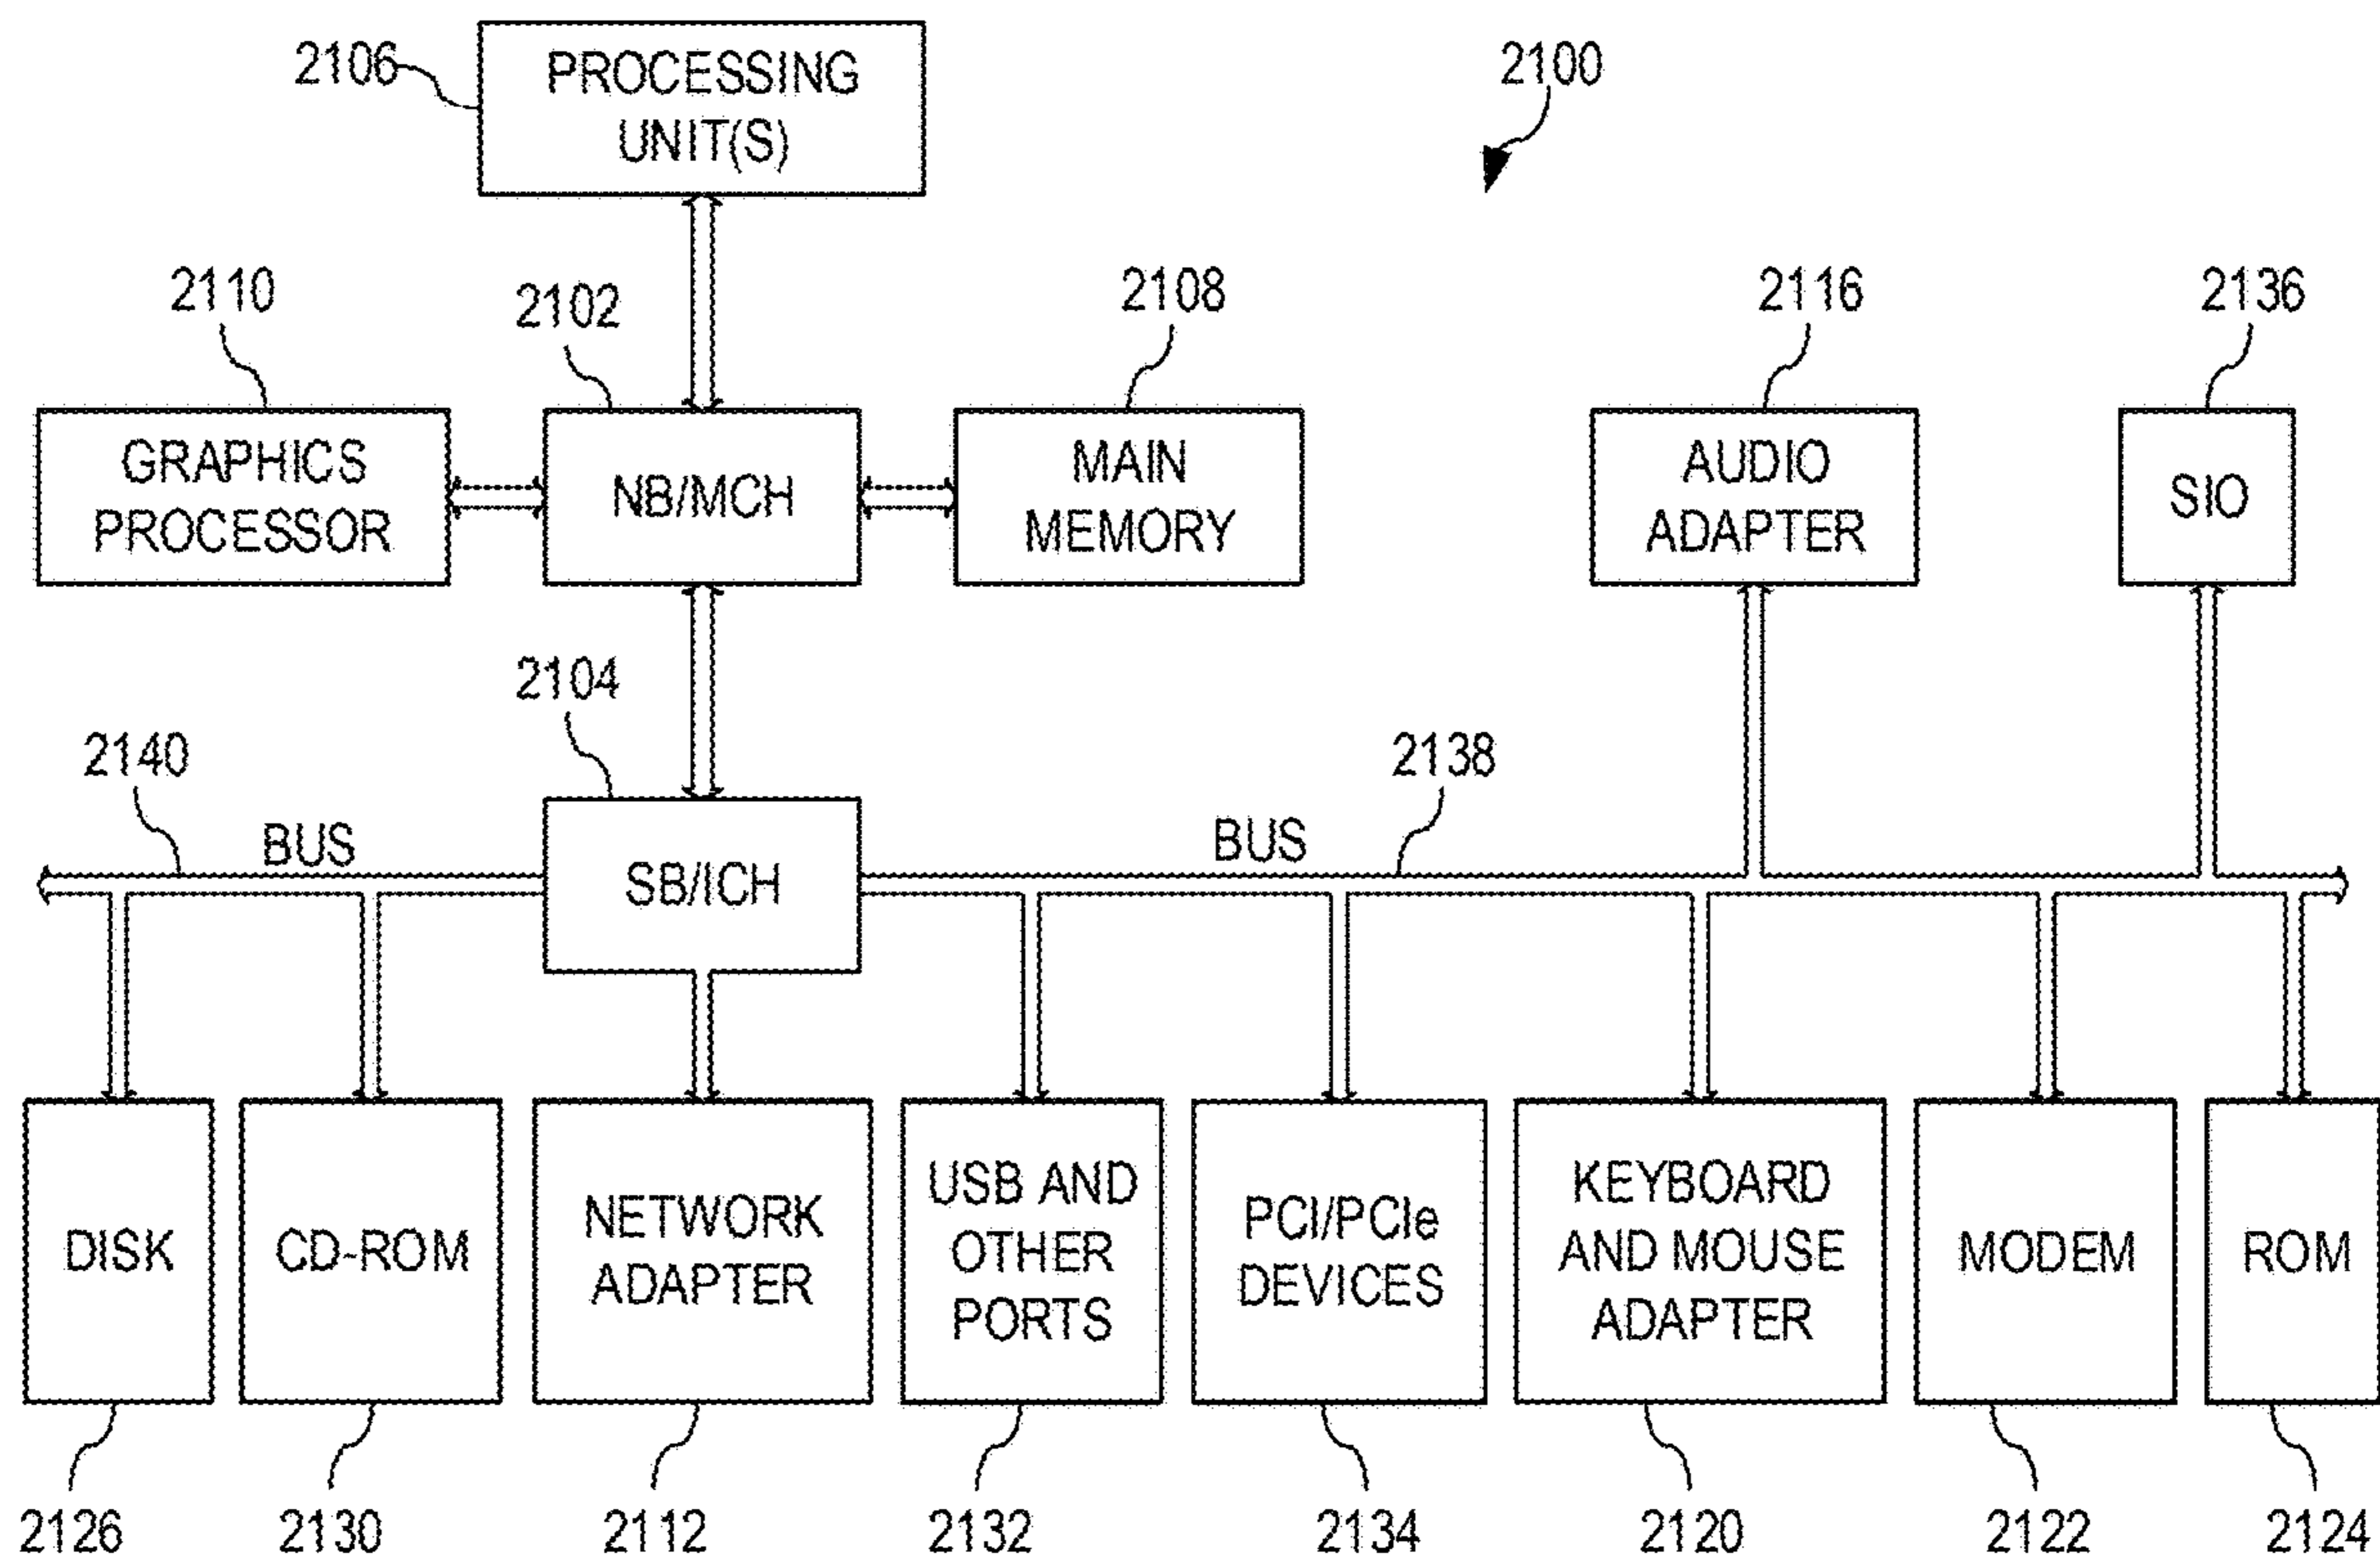 2106
PROCESSING
UNIT(S)
2100
2110
2102
2108
2116
2136
GRAPHICS
PROCESSOR
NB/MCH
MAIN
MEMORY
AUDIO
ADAPTER
SIO
2104
2140
2138
BUS
SB/ICH
BUS
DISK
CD-ROM
NETWORK
ADAPTER
USB AND
OTHER
PORTS
PCI/PCIe
DEVICES
KEYBOARD
AND MOUSE
ADAPTER
MODEM
ROM
2126
2130
2112
2132
2134
2120
2122
2124